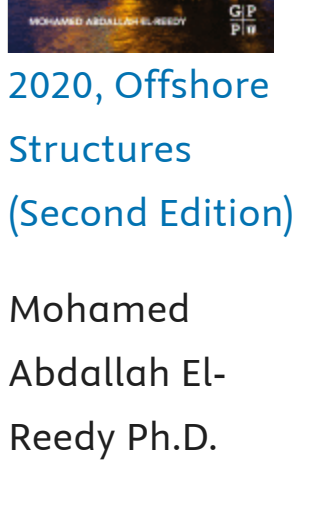 MOHAMED ABDALLAH EL-REEDY
G P
P W
2020, Offshore
Structures
(Second Edition)
Mohamed
Abdallah El-
Reedy Ph.D.